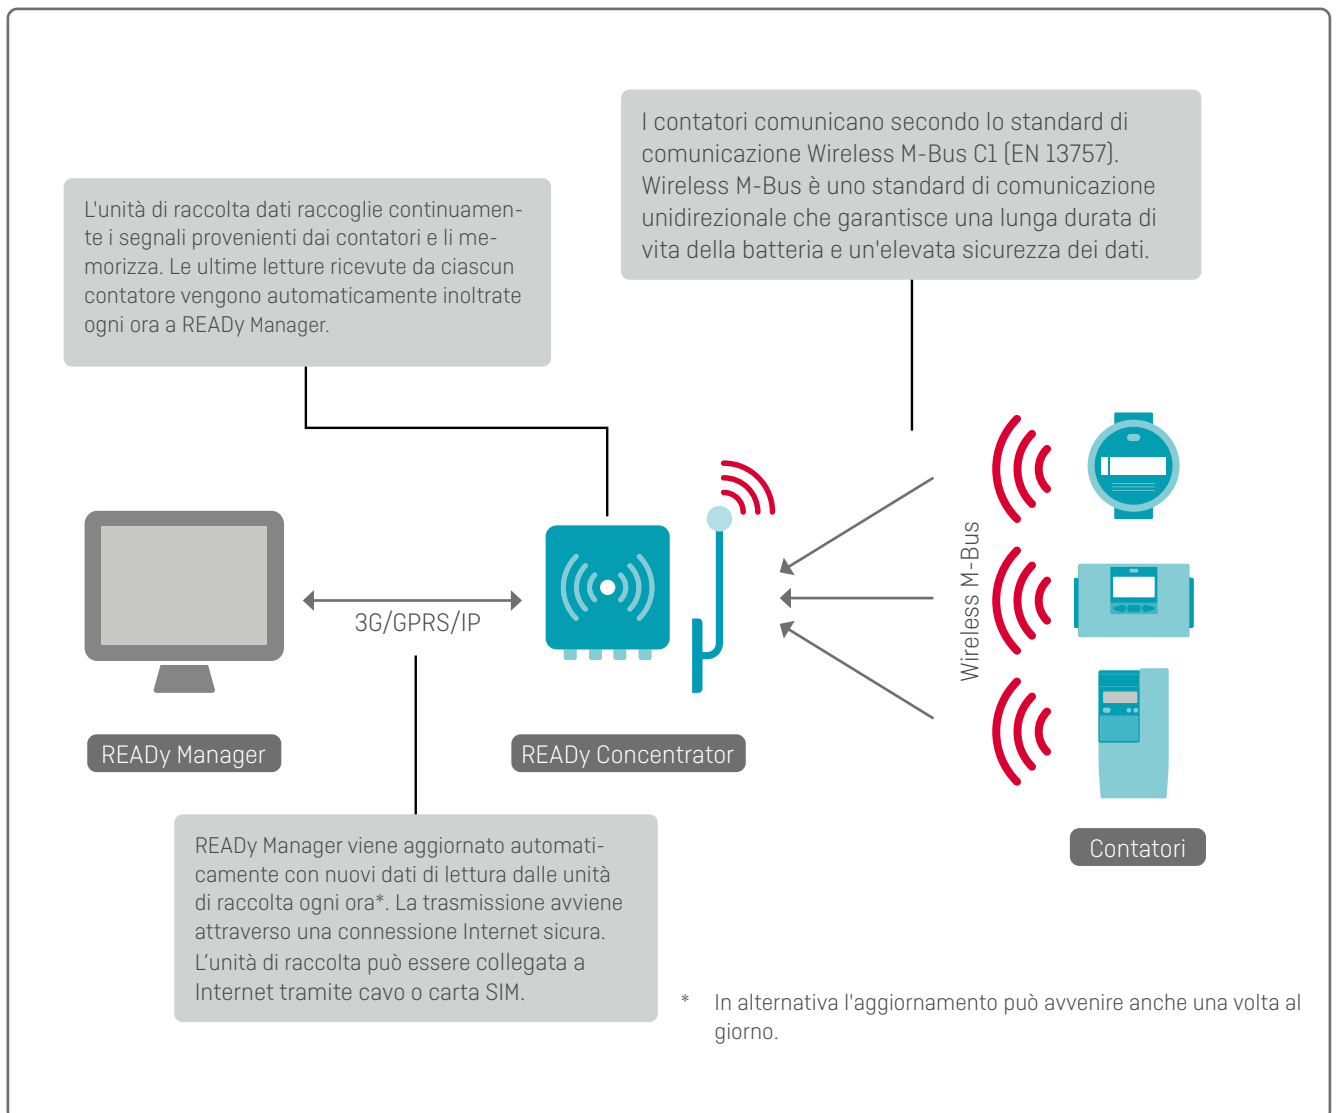 I contatori comunicano secondo lo standard di
comunicazione Wireless M-Bus C1 (EN 13757).
Wireless M-Bus è uno standard di comunicazione
unidirezionale che garantisce una lunga durata di
vita della batteria e un'elevata sicurezza dei dati.
L'unità di raccolta dati raccoglie continuamen-
te i segnali provenienti dai contatori e li me-
morizza. Le ultime letture ricevute da ciascun
contatore vengono automaticamente inoltrate
ogni ora a READy Manager.
3G/GPRS/IP
Wireless M-Bus
READy Manager
READy Concentrator
Contatori
READy Manager viene aggiornato automati-
camente con nuovi dati di lettura dalle unità
di raccolta ogni ora*. La trasmissione avviene
attraverso una connessione Internet sicura.
L'unità di raccolta può essere collegata a
Internet tramite cavo o carta SIM.
* In alternativa l'aggiornamento può avvenire anche una volta al
giorno.